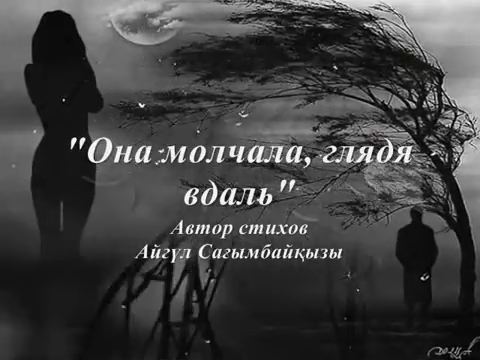 "Она молчала, глядя
вдаль"
Автор стихов
Айгүл Сағымбайқызы